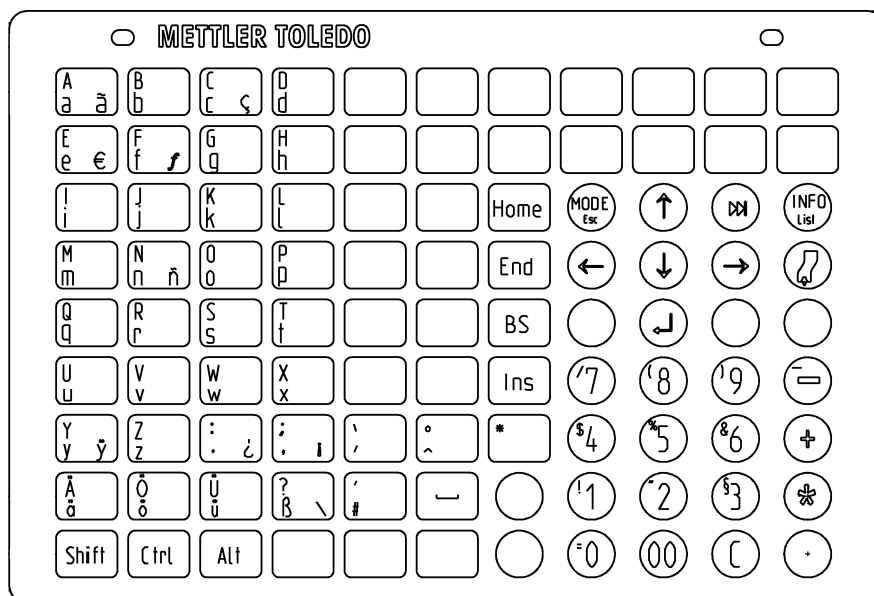 METTLER TOLEDO
A a ã B b C c ç D d
E e € F f ƒ G g H h
I i J j K k L l Home MODE Esc ↑ INFO List
M m N n ñ O o P p End ← ↓ →
Q q R r S s T t BS ↵
U u V v W w X x Ins / 7 ( 8 ) 9 −
Y y ÿ Z z : . ¿ ; , ¡ ° ^ * $ 4 % 5 & 6 +
Ä ä Ö ö Ü ü ? ß \ ' # ! 1 " 2 § 3 *
Shift Ctrl Alt = 0 00 C +